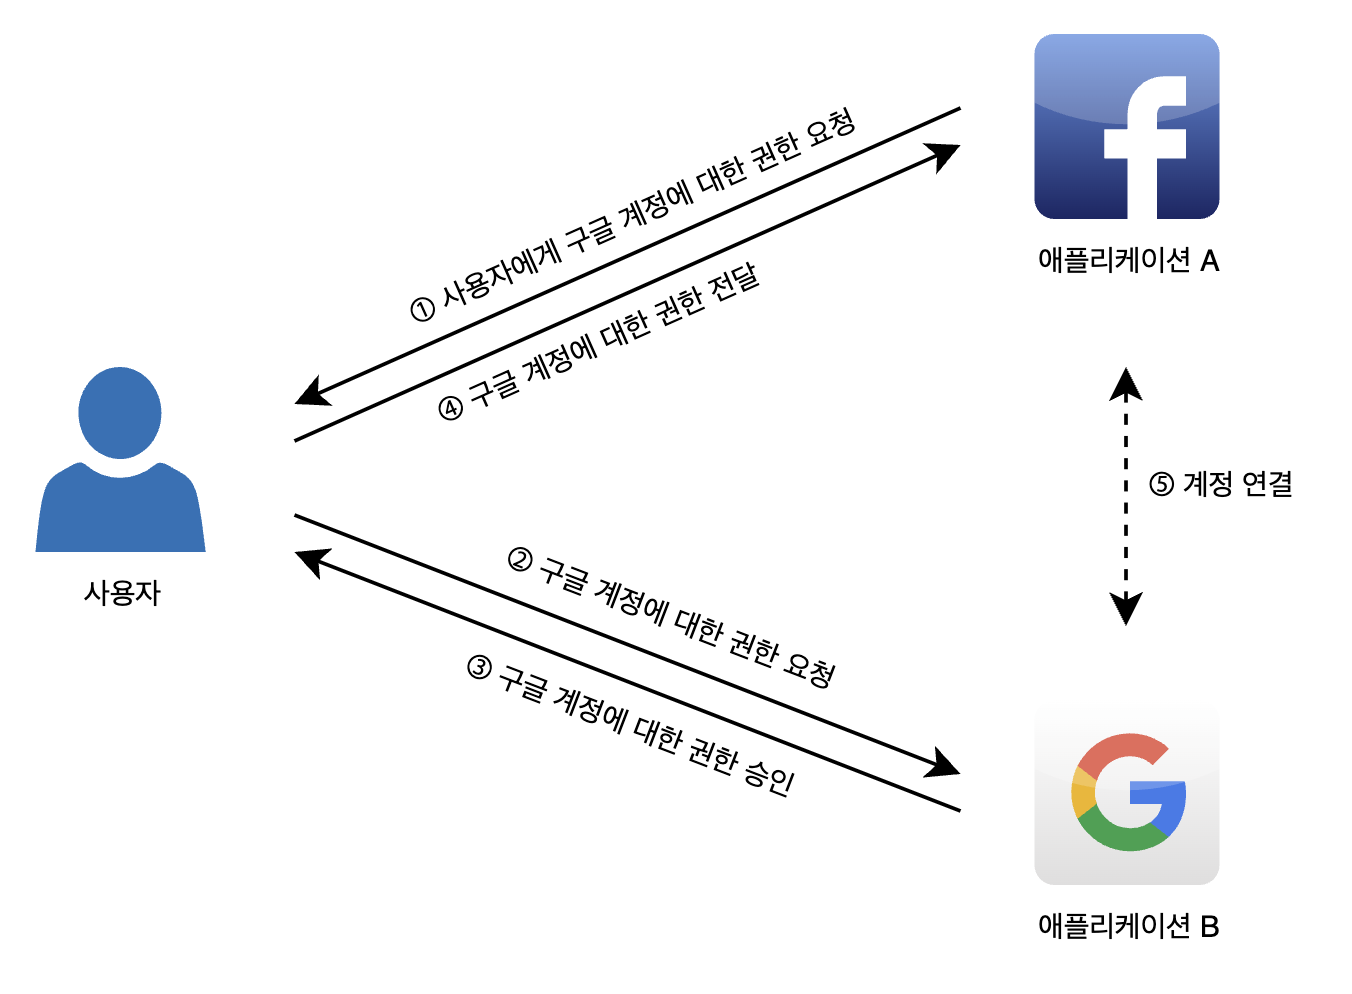 ① 사용자에게 구글 계정에 대한 권한 요청
④ 구글 계정에 대한 권한 전달
애플리케이션 A
⑤ 계정 연결
사용자
② 구글 계정에 대한 권한 요청
③ 구글 계정에 대한 권한 승인
애플리케이션 B